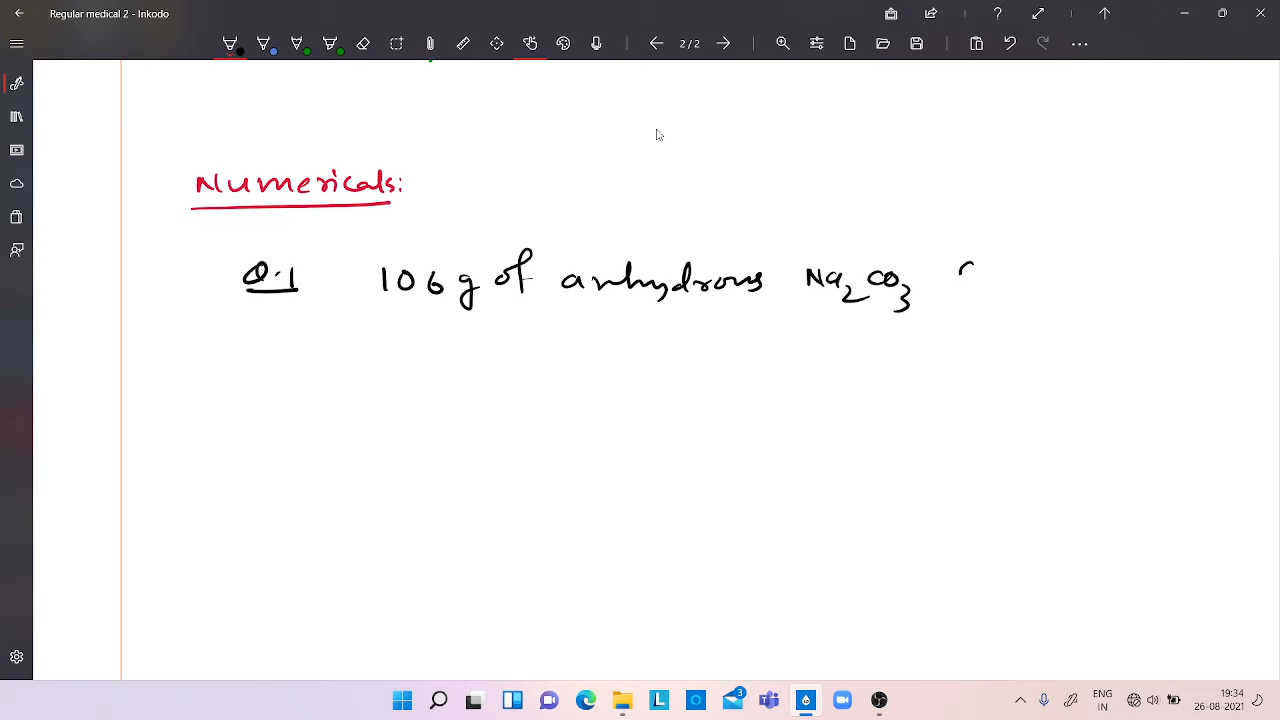 Regular medical 2 - Inkodo
2/2
Numericals:
Q.1 106 g of anhydrous Na₂CO₃
3
ENG
IN
19:34
26-08-2021